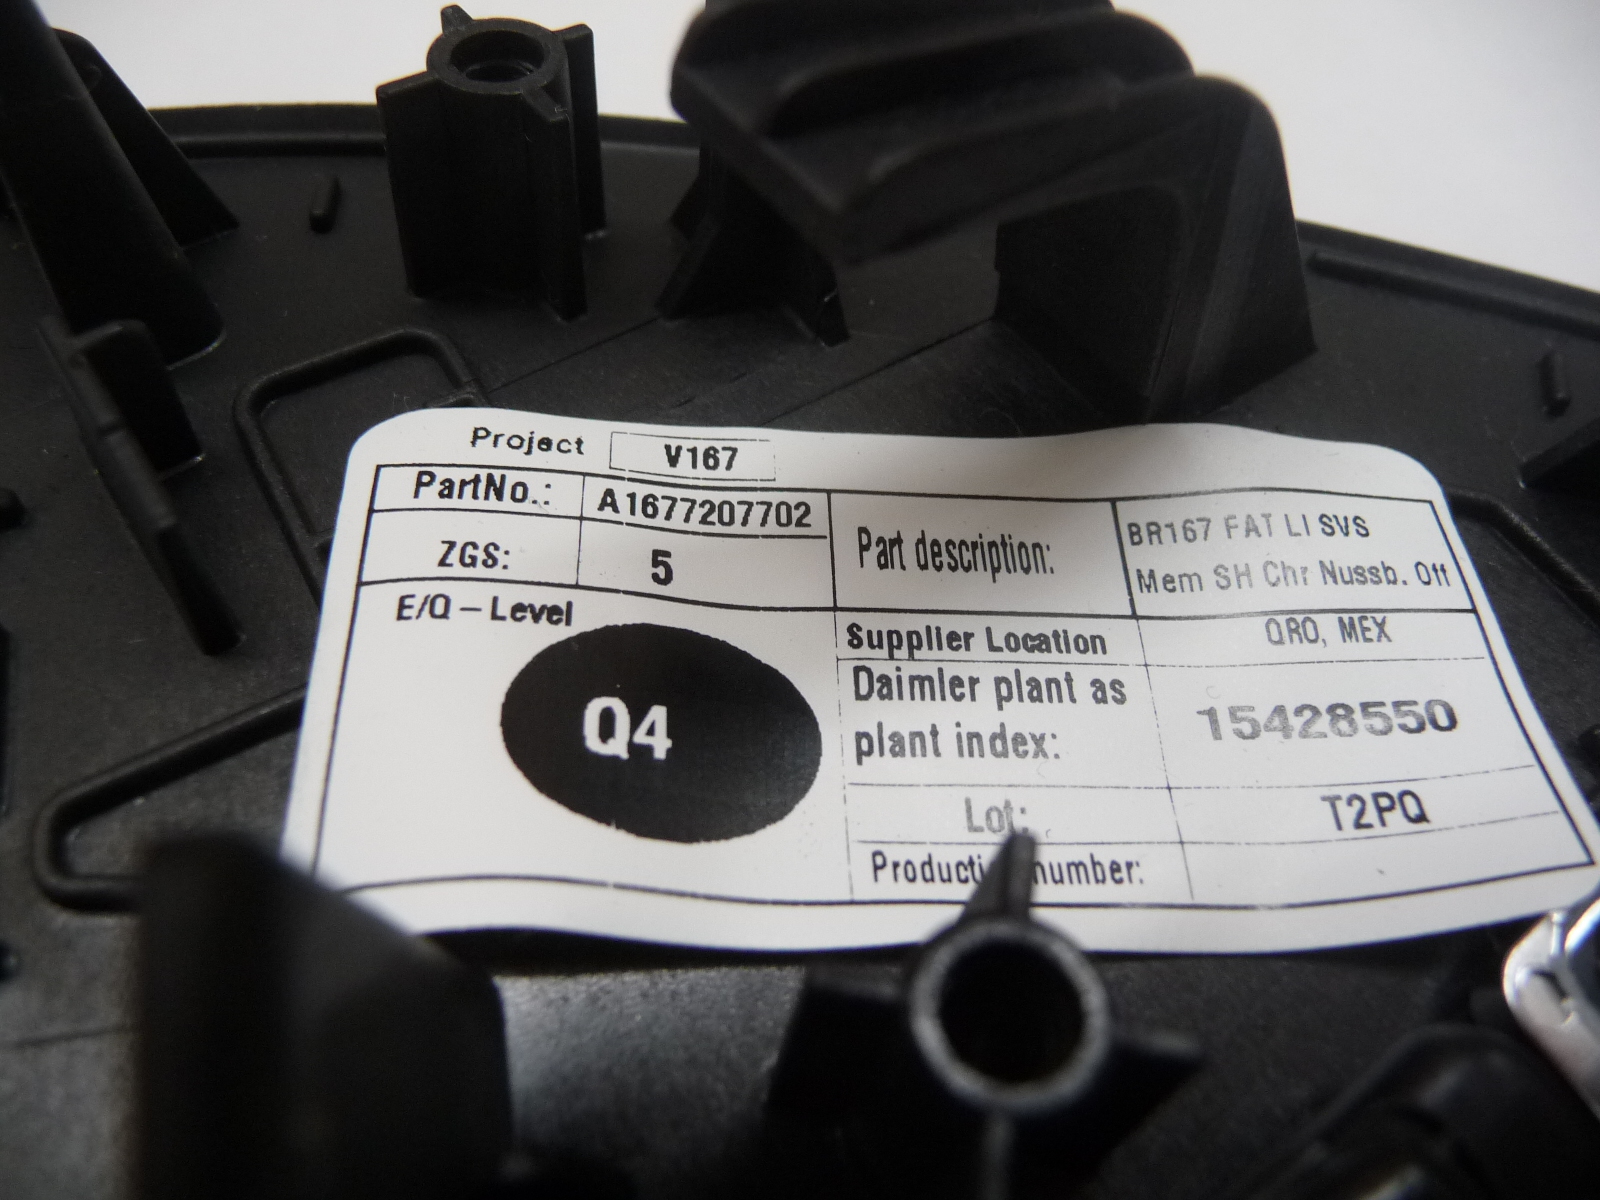 Project V167
PartNo.: A1677207702
ZGS: 5
Part description: BR167 FAT LI SVS
Mem SH Chr Nussb. Off
E/Q - Level
Q4
Supplier Location QRO, MEX
Daimler plant as
plant index: 15428550
Lot: T2PQ
Producti number: